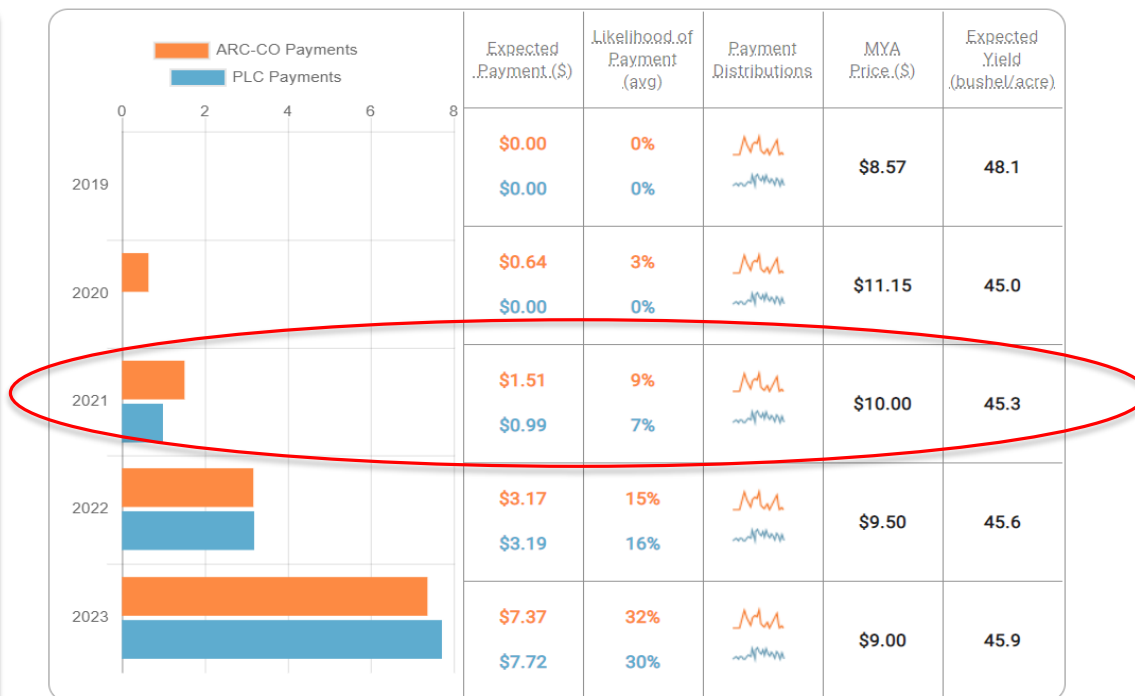 ARC-CO Payments
PLC Payments
0 2 4 6 8
Expected
Payment ($)
Likelihood of
Payment
(avg)
Payment
Distributions
MYA
Price ($)
Expected
Yield
(bushel/acre)
2019
$0.00 0%
$0.00 0%
$8.57 48.1
2020
$0.64 3%
$0.00 0%
$11.15 45.0
2021
$1.51 9%
$0.99 7%
$10.00 45.3
2022
$3.17 15%
$3.19 16%
$9.50 45.6
2023
$7.37 32%
$7.72 30%
$9.00 45.9